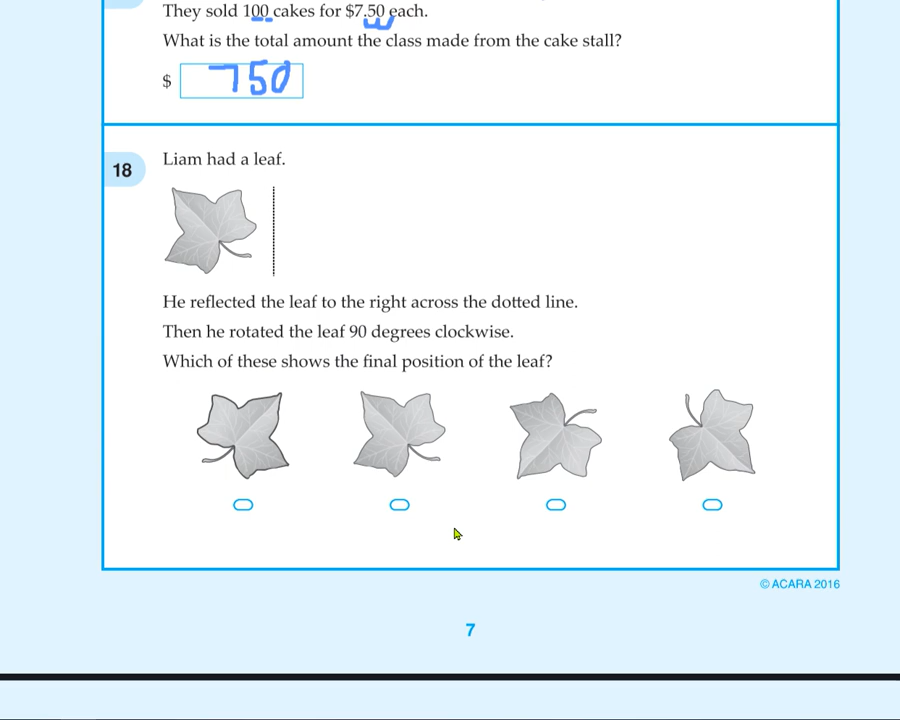 They sold 100 cakes for $7.50 each.
What is the total amount the class made from the cake stall?
$ 750
18
Liam had a leaf.
He reflected the leaf to the right across the dotted line.
Then he rotated the leaf 90 degrees clockwise.
Which of these shows the final position of the leaf?
© ACARA 2016
7